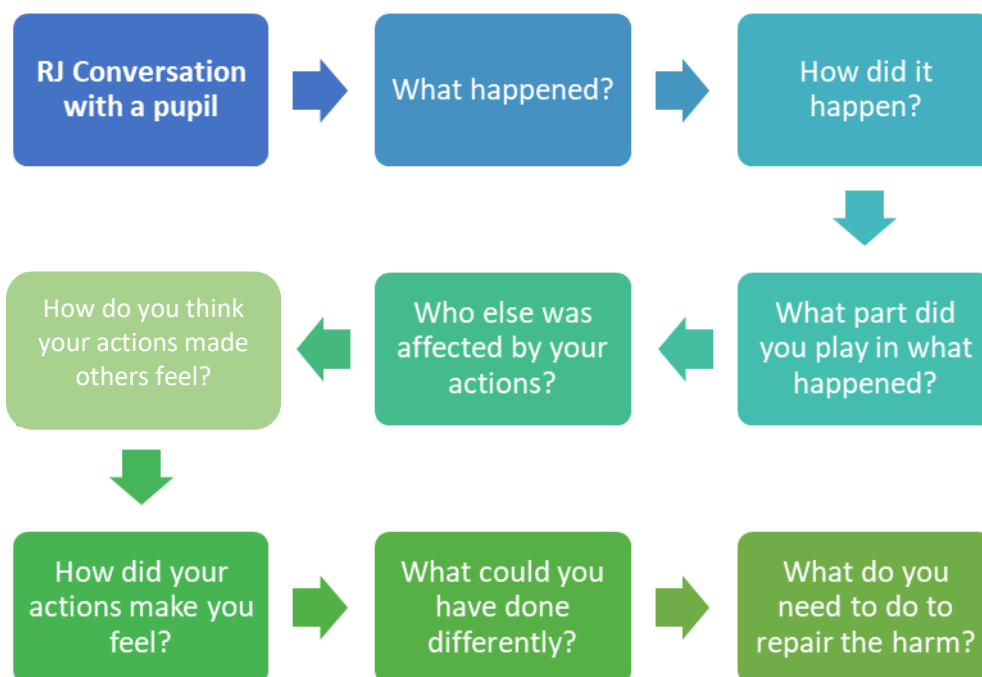 RJ Conversation
with a pupil
What happened?
How did it
happen?
What part did
you play in what
happened?
Who else was
affected by your
actions?
How do you think
your actions made
others feel?
How did your
actions make you
feel?
What could you
have done
differently?
What do you
need to do to
repair the harm?